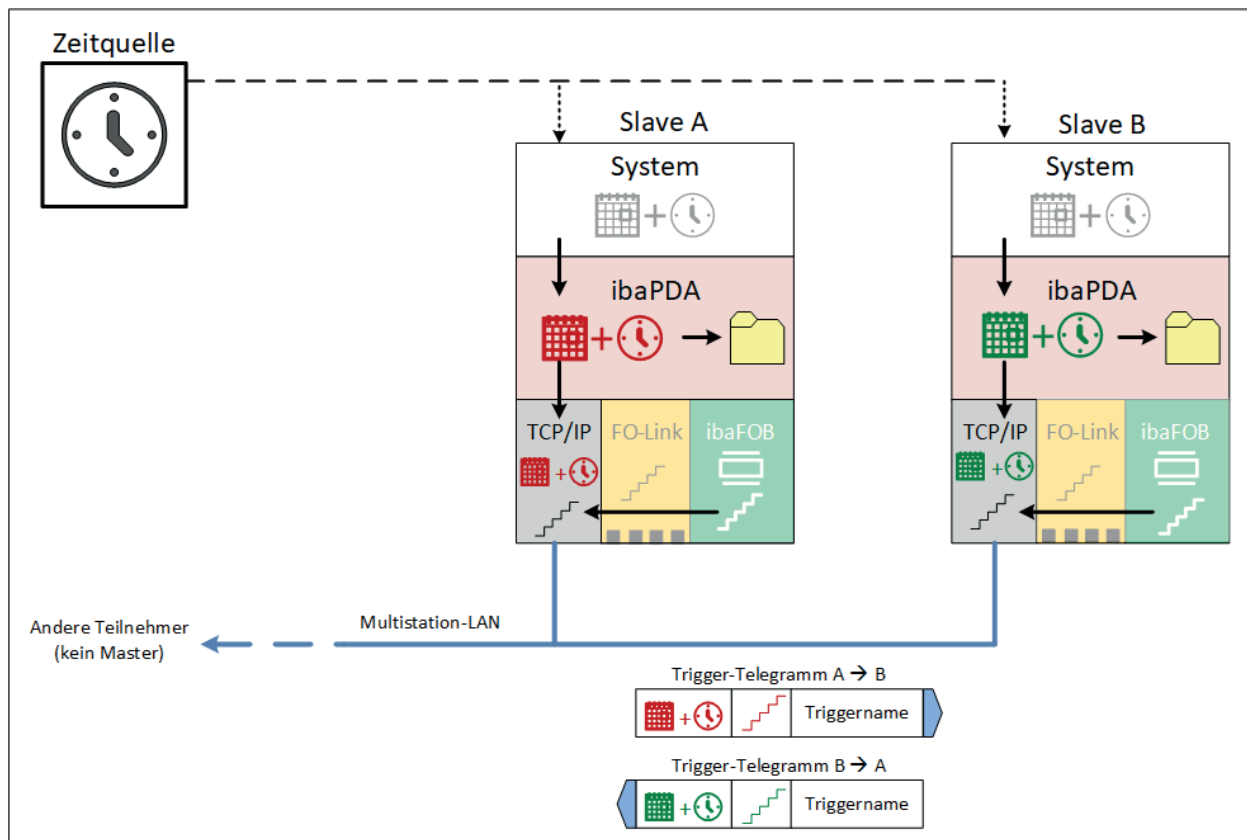 Zeitquelle
Slave A
Slave B
System
System
+
+
ibaPDA
ibaPDA
+
+
TCP/IP
FO-Link
ibaFOB
TCP/IP
FO-Link
ibaFOB
+
+
Multistation-LAN
Andere Teilnehmer
(kein Master)
Trigger-Telegramm A → B
+
Triggername
Trigger-Telegramm B → A
+
Triggername